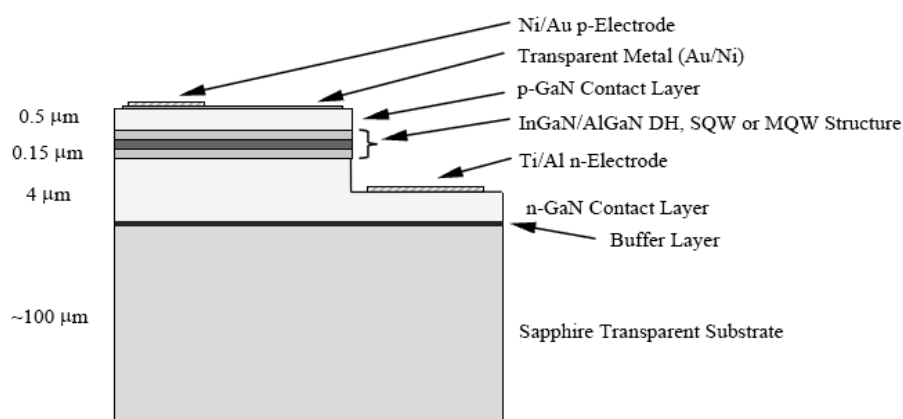 Ni/Au p-Electrode
Transparent Metal (Au/Ni)
p-GaN Contact Layer
0.5 μm
InGaN/AlGaN DH, SQW or MQW Structure
0.15 μm
Ti/Al n-Electrode
4 μm
n-GaN Contact Layer
Buffer Layer
~100 μm
Sapphire Transparent Substrate